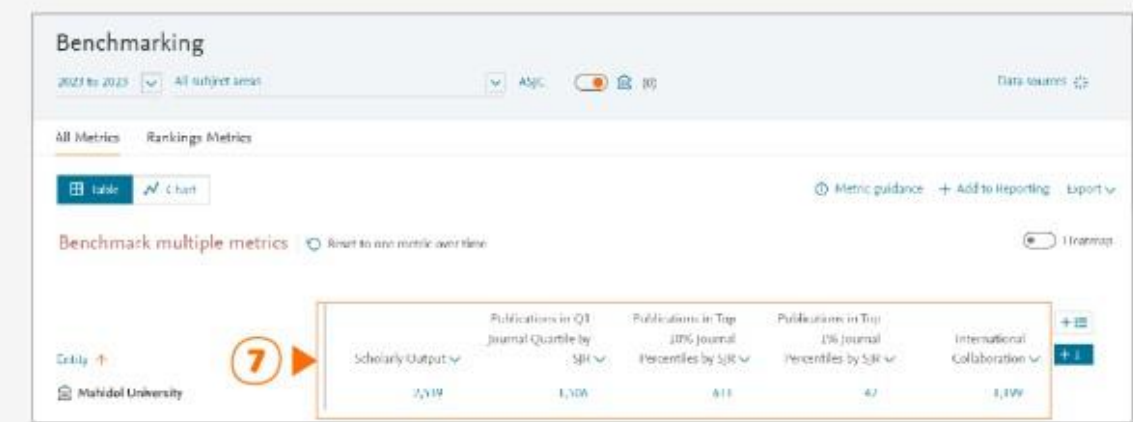 Benchmarking
2023 to 2023 All subject areas ASJC Data sources
All Metrics Rankings Metrics
Table Chart Metric guidance + Add to Reporting Export
Benchmark multiple metrics Reset to one metric over time Heatmap
Publications in Q1 Publications in Top Publications in Top
Journal Quartile by 10% Journal 1% Journal International
Entity 7 Scholarly Output SJR Percentiles by SJR Percentiles by SJR Collaboration
Mahidol University